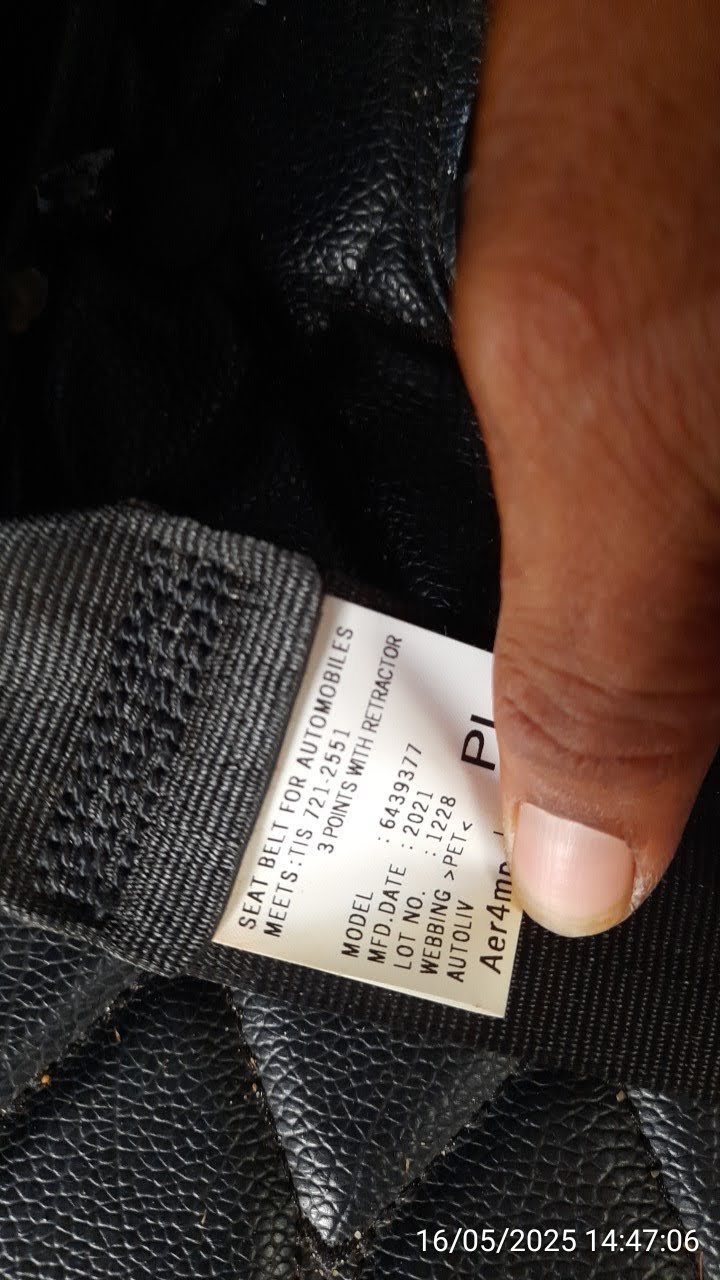 SEAT BELT FOR AUTOMOBILES
MEETS:TIS 721-2551
3 POINTS WITH RETRACTOR
MODEL : 6439377
MFD.DATE : 2021
LOT NO. : 1228
WEBBING >PET<
AUTOLIV
16/05/2025 14:47:06